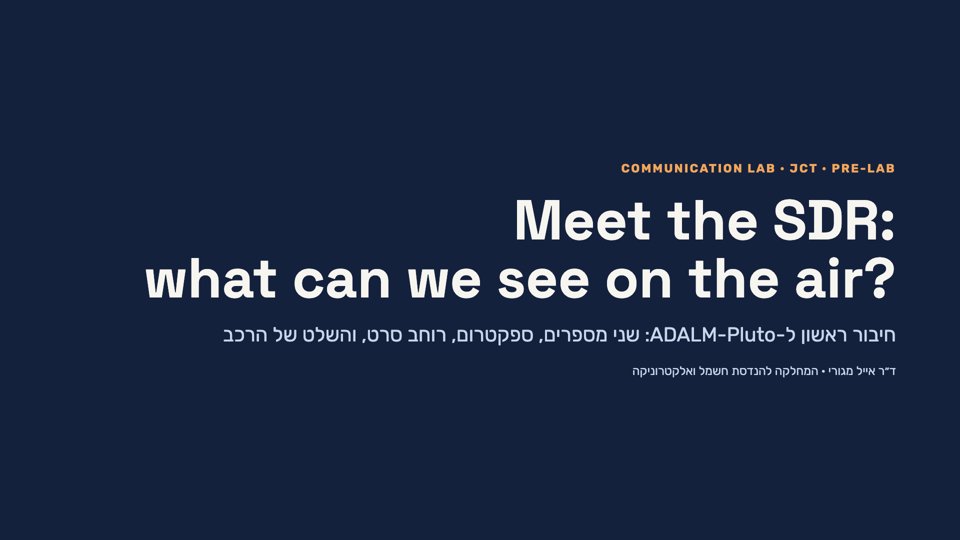 COMMUNICATION LAB • JCT • PRE-LAB
Meet the SDR:
what can we see on the air?
חיבור ראשון ל-ADALM-Pluto: שני מספרים, ספקטרום, רוחב סרט, והשלט של הרכב
ד״ר אייל מגורי • המחלקה להנדסת חשמל ואלקטרוניקה